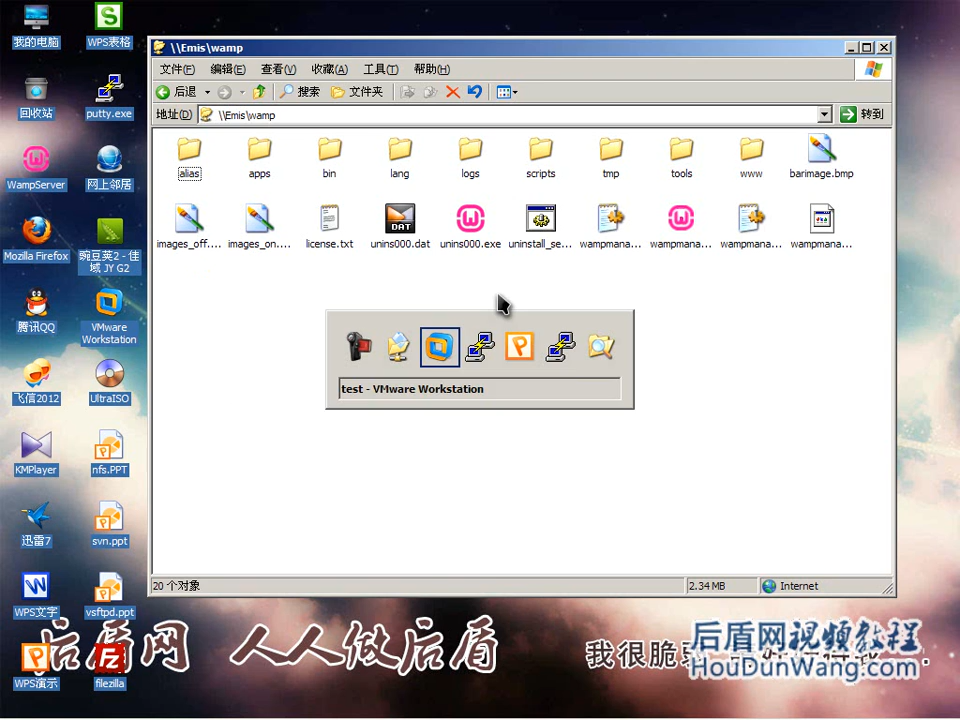 我的电脑
WPS表格
回收站
putty.exe
WampServer
网上邻居
Mozilla Firefox
豌豆荚2 - 佳域 JY G2
腾讯QQ
VMware Workstation
飞信2012
UltraISO
KMPlayer
nfs.PPT
迅雷7
svn.ppt
WPS文字
vsftpd.ppt
WPS演示
filezilla
\\Emis\wamp
文件(F) 编辑(E) 查看(V) 收藏(A) 工具(T) 帮助(H)
后退 搜索 文件夹
地址(D) \\Emis\wamp 转到
alias apps bin lang logs scripts tmp tools www barimage.bmp
images_off.... images_on.... license.txt unins000.dat unins000.exe uninstall_se... wampmana... wampmana... wampmana... wampmana...
DAT
test - VMware Workstation
20 个对象 2.34 MB Internet
后盾网 人人做后盾
我很脆
后盾网视频教程
HouDunWang.com